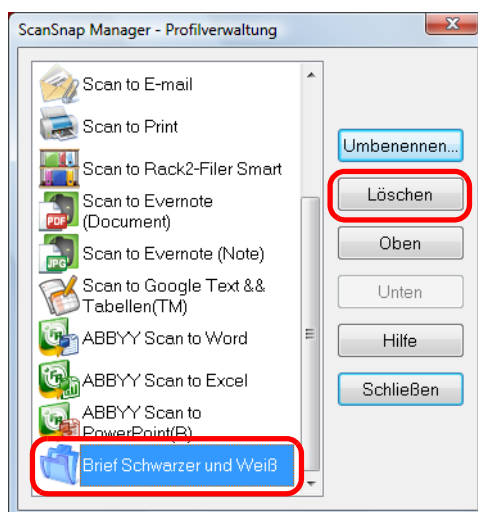 ScanSnap Manager - Profilverwaltung
Scan to E-mail
Scan to Print
Scan to Rack2-Filer Smart
PDF
Scan to Evernote
(Document)
JPG
Scan to Evernote (Note)
Scan to Google Text &&
Tabellen(TM)
ABBYY Scan to Word
ABBYY Scan to Excel
ABBYY Scan to
PowerPoint(R)
Brief Schwarzer und Weiß
Umbenennen...
Löschen
Oben
Unten
Hilfe
Schließen